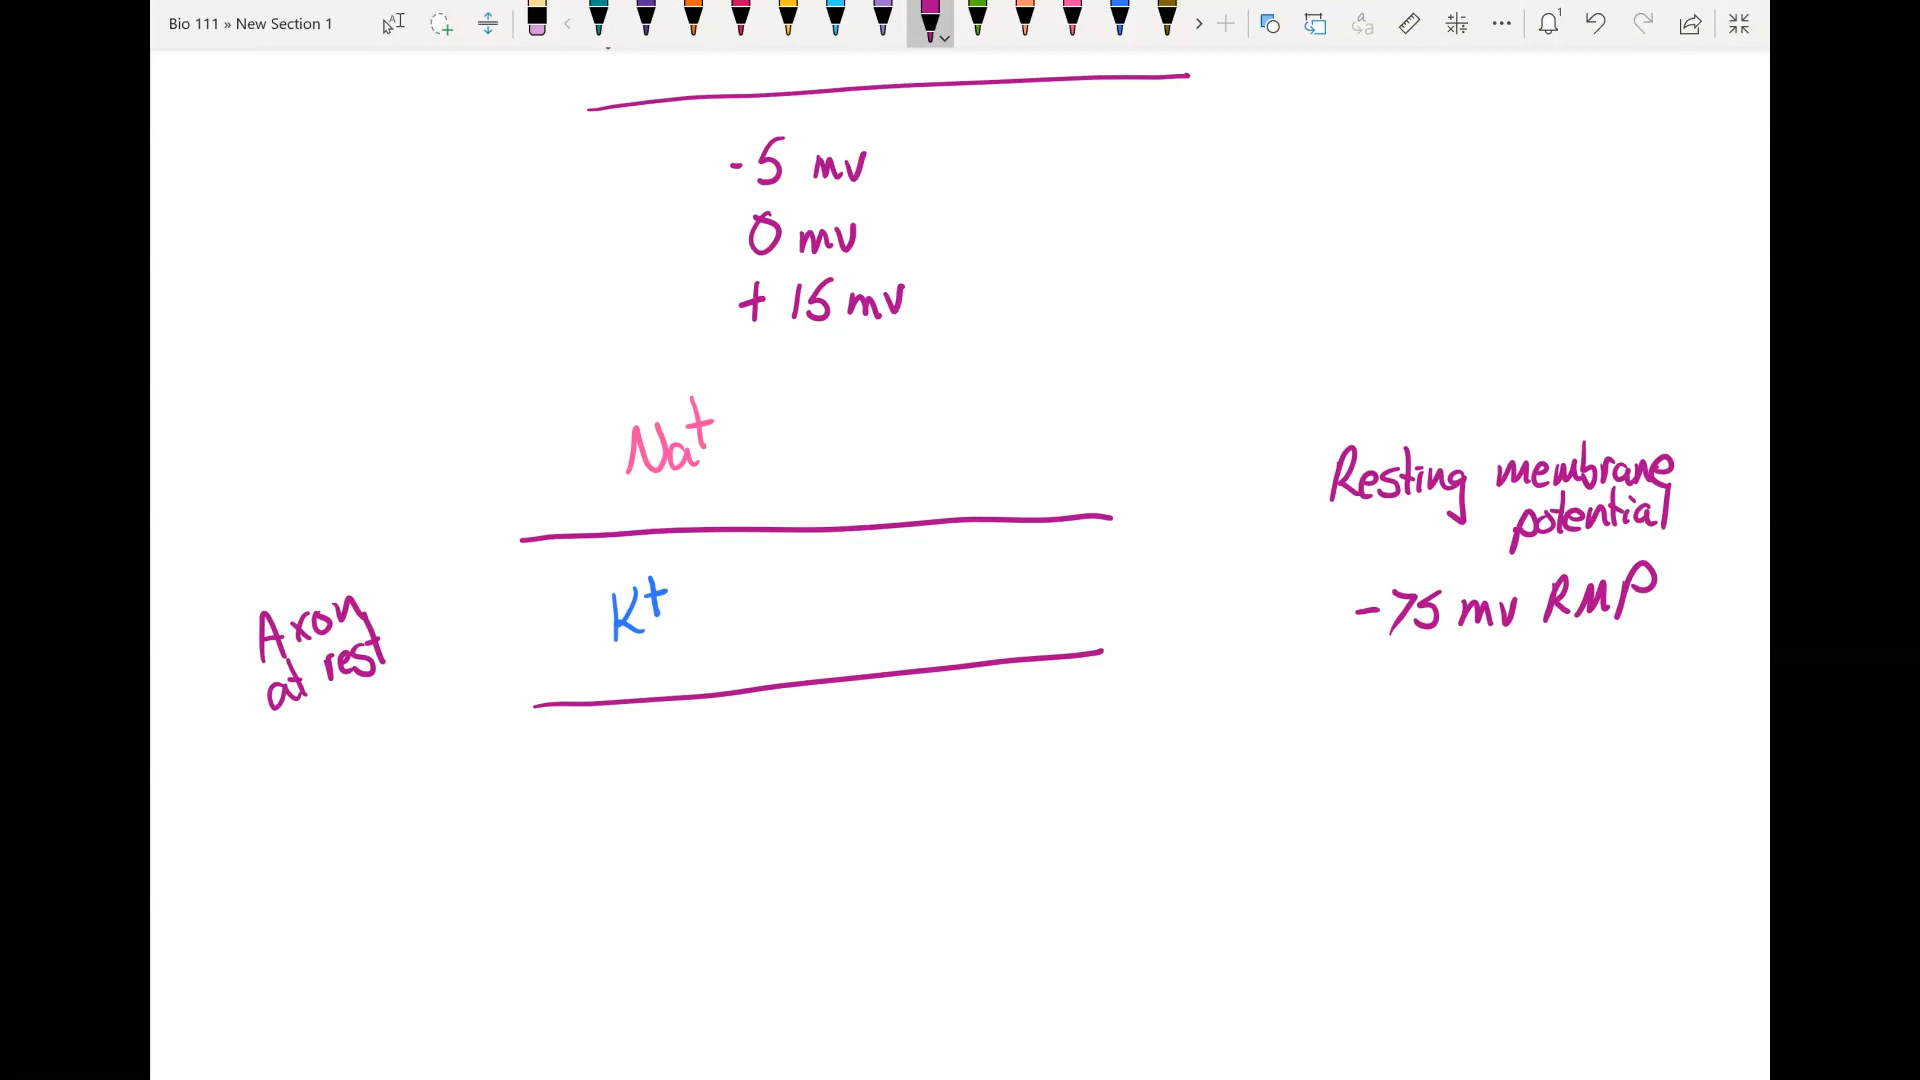 Bio 111 » New Section 1
- 5 mv
0 mv
+ 15 mv
Na+
Resting membrane
potential
K+
- 75 mv RMP
Axon
at rest